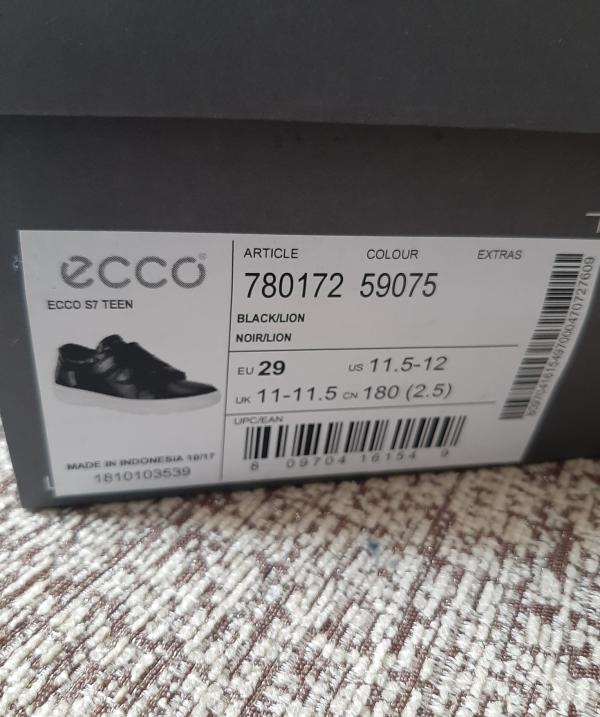 ecco®
ECCO S7 TEEN
MADE IN INDONESIA 10/17
1810103539
ARTICLE COLOUR EXTRAS
780172 59075
BLACK/LION
NOIR/LION
EU 29 US 11.5-12
UK 11-11.5 CN 180 (2.5)
UPC/EAN
8 09704 16154 9